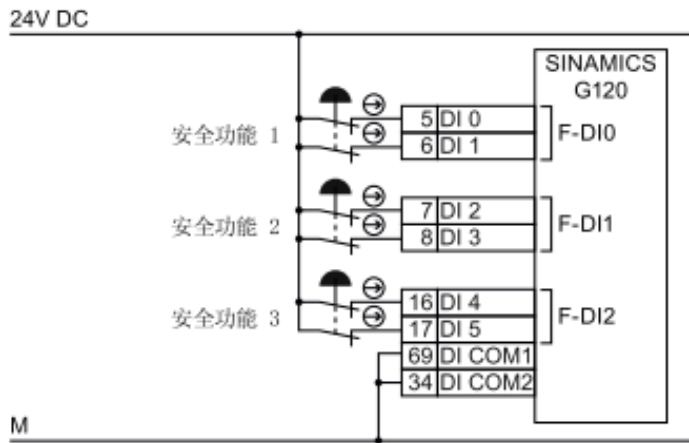 24V DC
SINAMICS
G120
安全功能 1
5 DI 0
6 DI 1
F-DI0
安全功能 2
7 DI 2
8 DI 3
F-DI1
安全功能 3
16 DI 4
17 DI 5
F-DI2
69 DI COM1
34 DI COM2
M